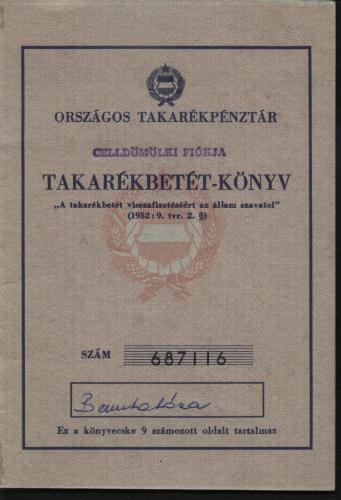 ORSZÁGOS TAKARÉKPÉNZTÁR
CELLDÖMÖLKI FIÓKJA
TAKARÉKBETÉT-KÖNYV
„A takarékbetét visszafizetéséért az állam szavatol"
(1952:9. tvr. 2. §)
SZÁM 687116
Bemutatóra
Ez a könyvecske 9 számozott oldalt tartalmaz